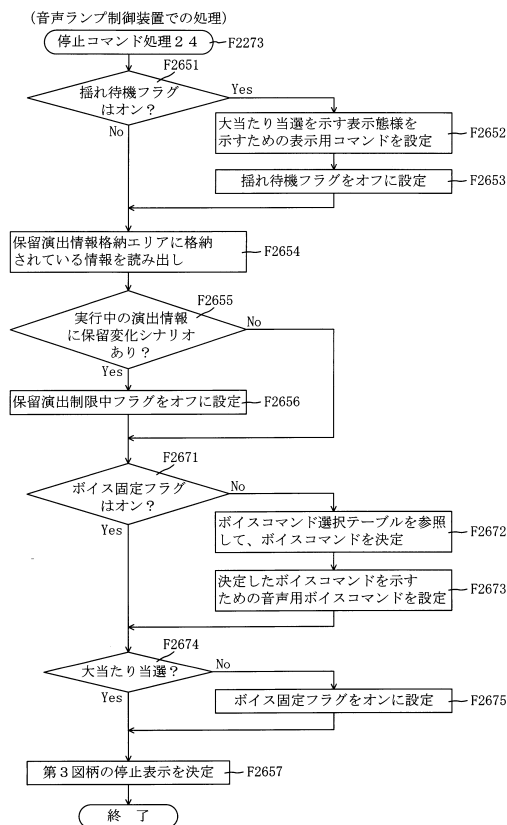 (音声ランプ制御装置での処理)
停止コマンド処理24
F2273
F2651
揺れ待機フラグ
はオン？
Yes
No
大当たり当選を示す表示態様を
示すための表示用コマンドを設定
F2652
揺れ待機フラグをオフに設定
F2653
保留演出情報格納エリアに格納
されている情報を読み出し
F2654
F2655
実行中の演出情報
に保留変化シナリオ
あり？
No
Yes
保留演出制限中フラグをオフに設定
F2656
F2671
ボイス固定フラグ
はオン？
No
Yes
ボイスコマンド選択テーブルを参照
して、ボイスコマンドを決定
F2672
決定したボイスコマンドを示す
ための音声用ボイスコマンドを設定
F2673
F2674
大当たり当選？
No
Yes
ボイス固定フラグをオンに設定
F2675
第3図柄の停止表示を決定
F2657
終 了